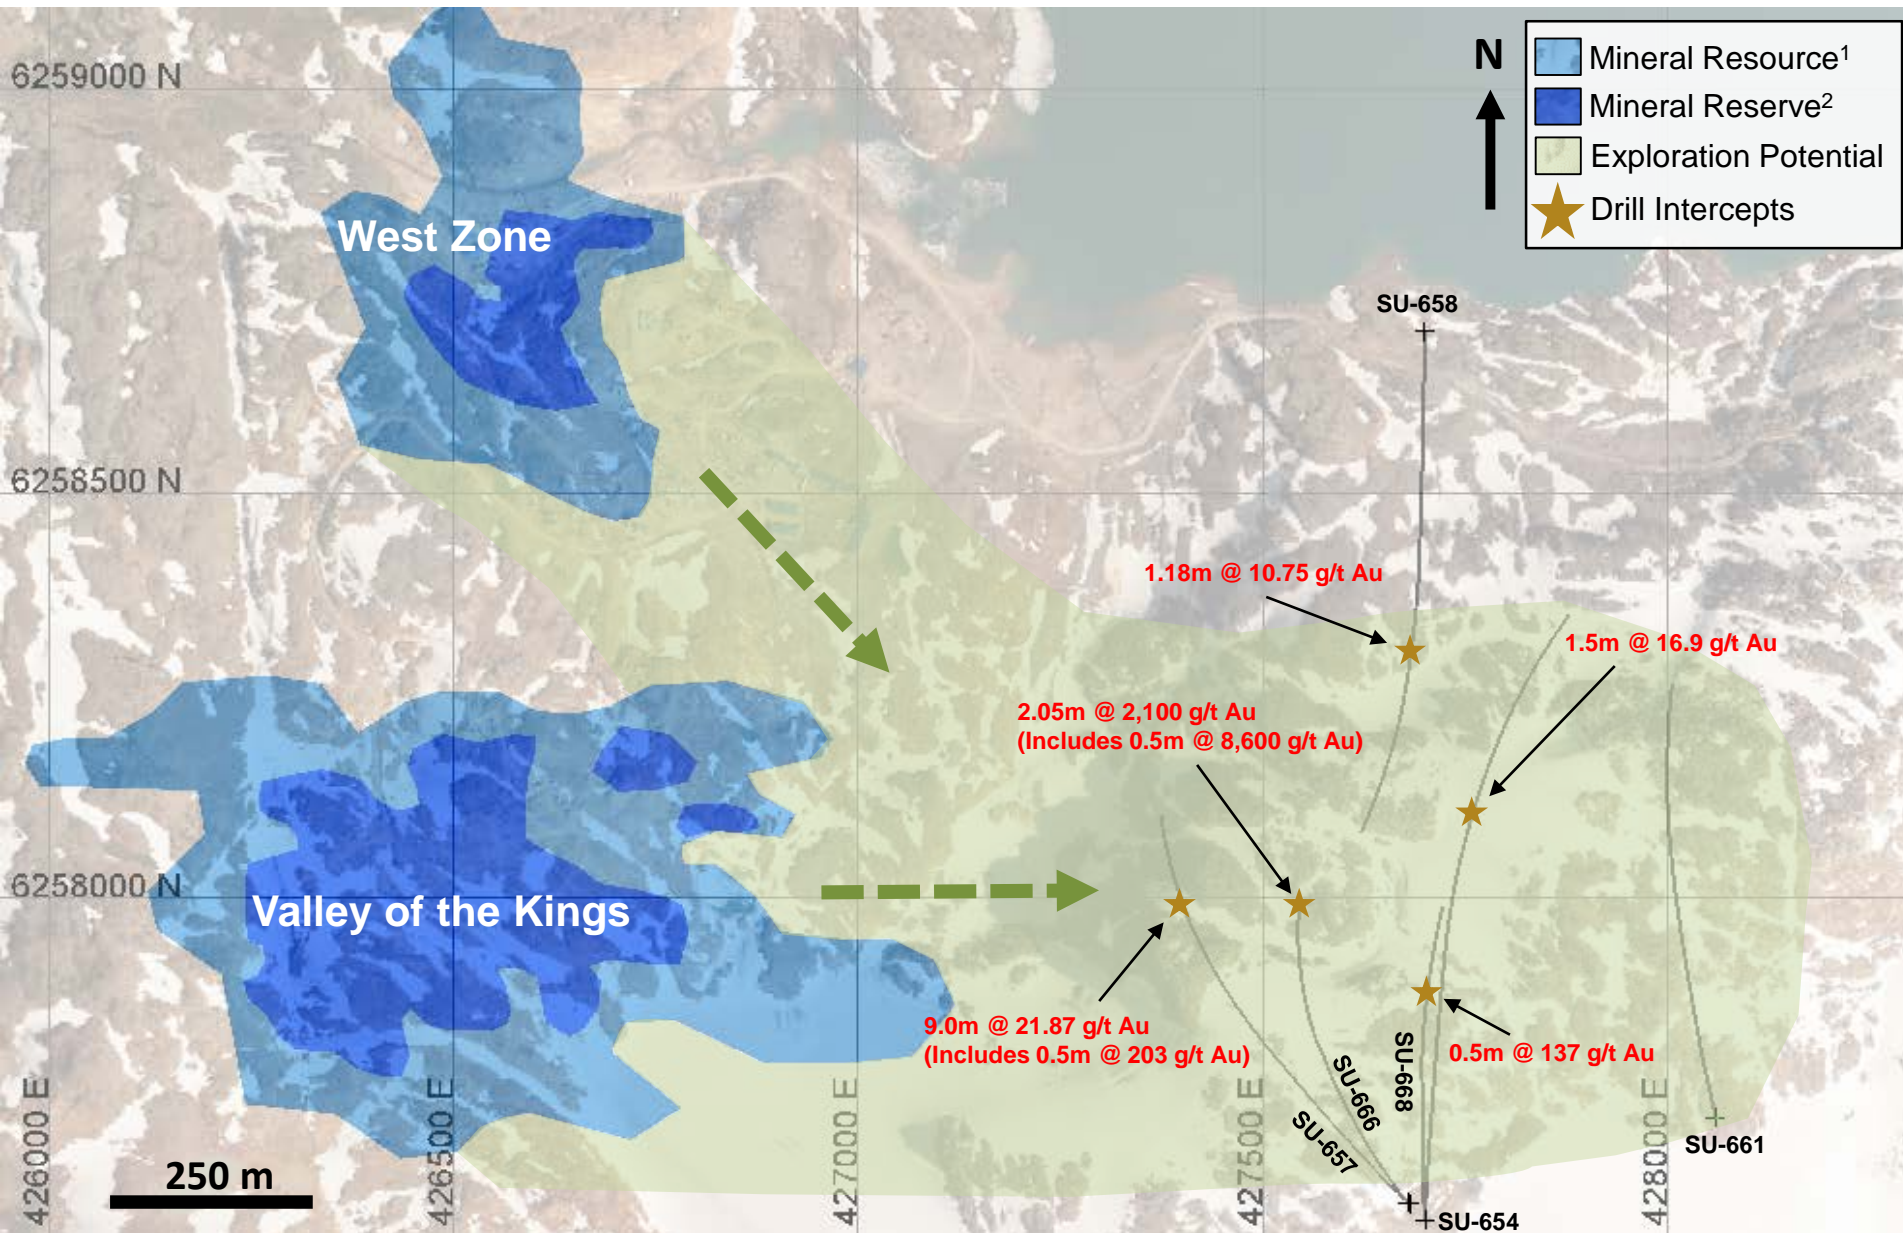 6259000 N
N
Mineral Resource¹
Mineral Reserve²
Exploration Potential
Drill Intercepts
West Zone
SU-658
6258500 N
1.18m @ 10.75 g/t Au
1.5m @ 16.9 g/t Au
2.05m @ 2,100 g/t Au
(Includes 0.5m @ 8,600 g/t Au)
6258000 N
Valley of the Kings
9.0m @ 21.87 g/t Au
(Includes 0.5m @ 203 g/t Au)
0.5m @ 137 g/t Au
SU-668
SU-666
SU-657
SU-661
SU-654
426000 E
426500 E
427000 E
427500 E
428000 E
250 m